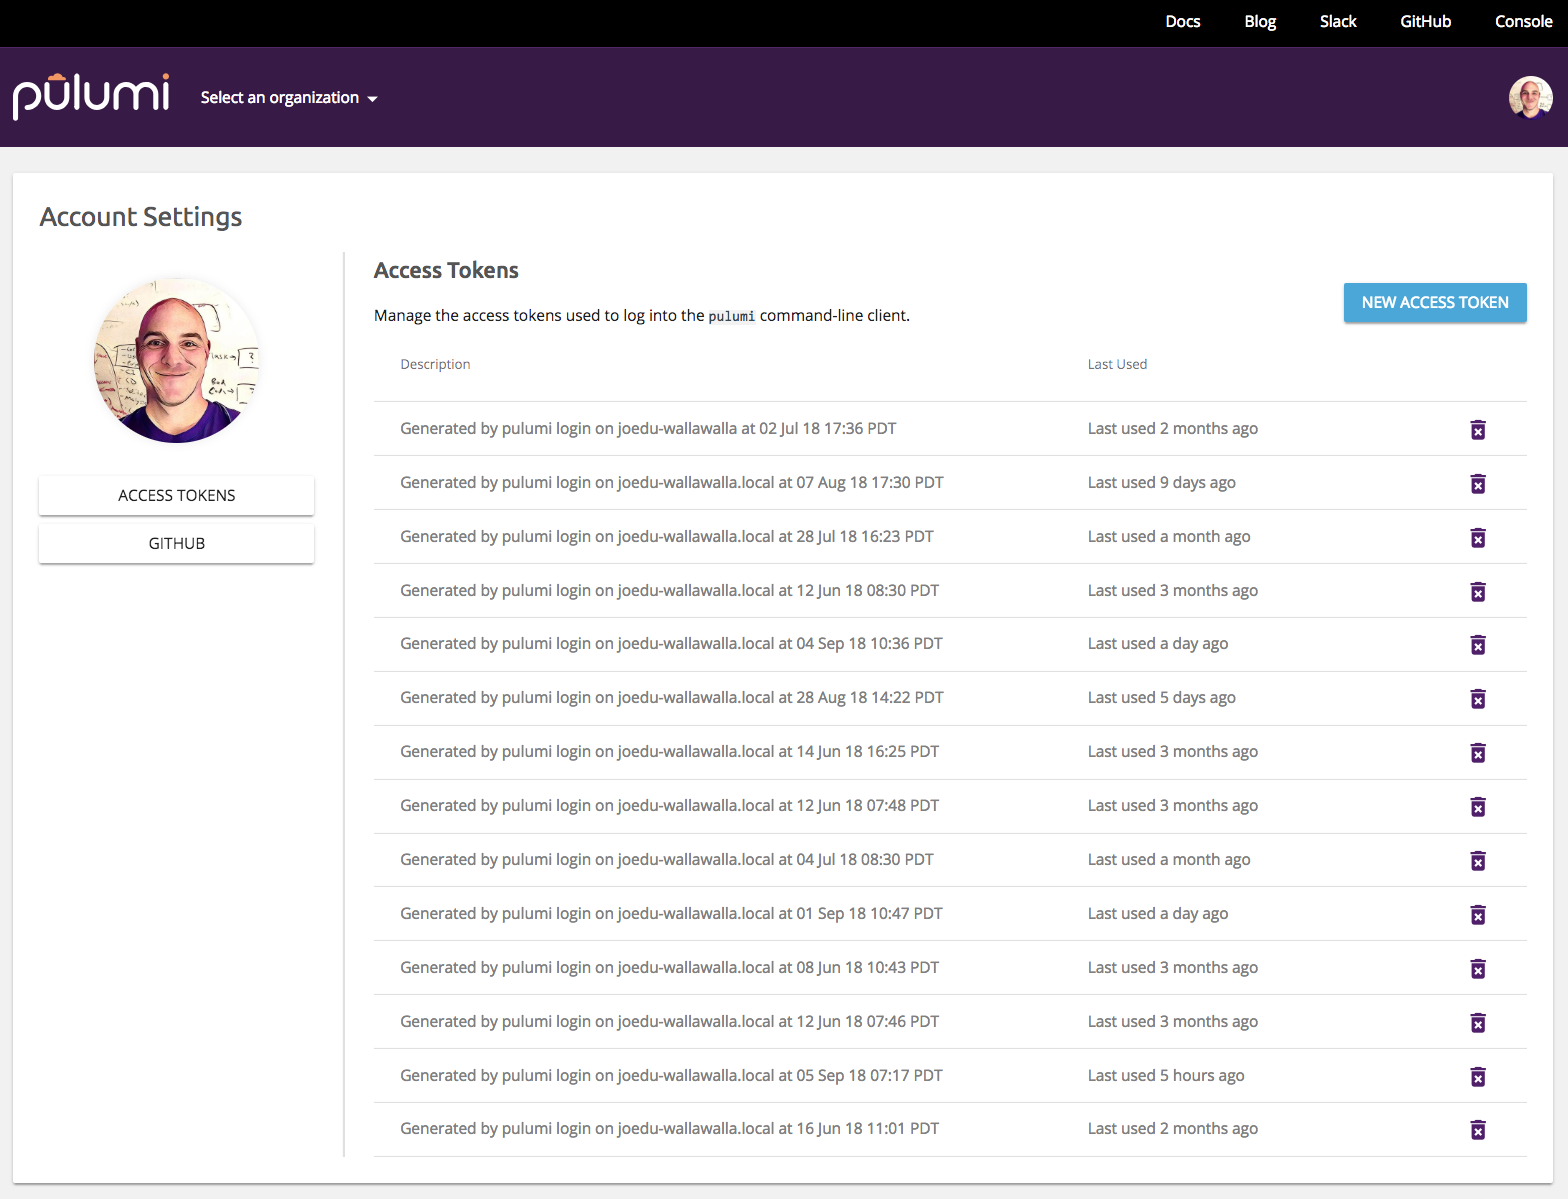 Docs Blog Slack GitHub Console
pulumi Select an organization
Account Settings
Access Tokens
NEW ACCESS TOKEN
Manage the access tokens used to log into the pulumi command-line client.
ACCESS TOKENS
GITHUB
Description Last Used
Generated by pulumi login on joedu-wallawalla at 02 Jul 18 17:36 PDT Last used 2 months ago
Generated by pulumi login on joedu-wallawalla.local at 07 Aug 18 17:30 PDT Last used 9 days ago
Generated by pulumi login on joedu-wallawalla.local at 28 Jul 18 16:23 PDT Last used a month ago
Generated by pulumi login on joedu-wallawalla.local at 12 Jun 18 08:30 PDT Last used 3 months ago
Generated by pulumi login on joedu-wallawalla.local at 04 Sep 18 10:36 PDT Last used a day ago
Generated by pulumi login on joedu-wallawalla.local at 28 Aug 18 14:22 PDT Last used 5 days ago
Generated by pulumi login on joedu-wallawalla.local at 14 Jun 18 16:25 PDT Last used 3 months ago
Generated by pulumi login on joedu-wallawalla.local at 12 Jun 18 07:48 PDT Last used 3 months ago
Generated by pulumi login on joedu-wallawalla.local at 04 Jul 18 08:30 PDT Last used a month ago
Generated by pulumi login on joedu-wallawalla.local at 01 Sep 18 10:47 PDT Last used a day ago
Generated by pulumi login on joedu-wallawalla.local at 08 Jun 18 10:43 PDT Last used 3 months ago
Generated by pulumi login on joedu-wallawalla.local at 12 Jun 18 07:46 PDT Last used 3 months ago
Generated by pulumi login on joedu-wallawalla.local at 05 Sep 18 07:17 PDT Last used 5 hours ago
Generated by pulumi login on joedu-wallawalla.local at 16 Jun 18 11:01 PDT Last used 2 months ago